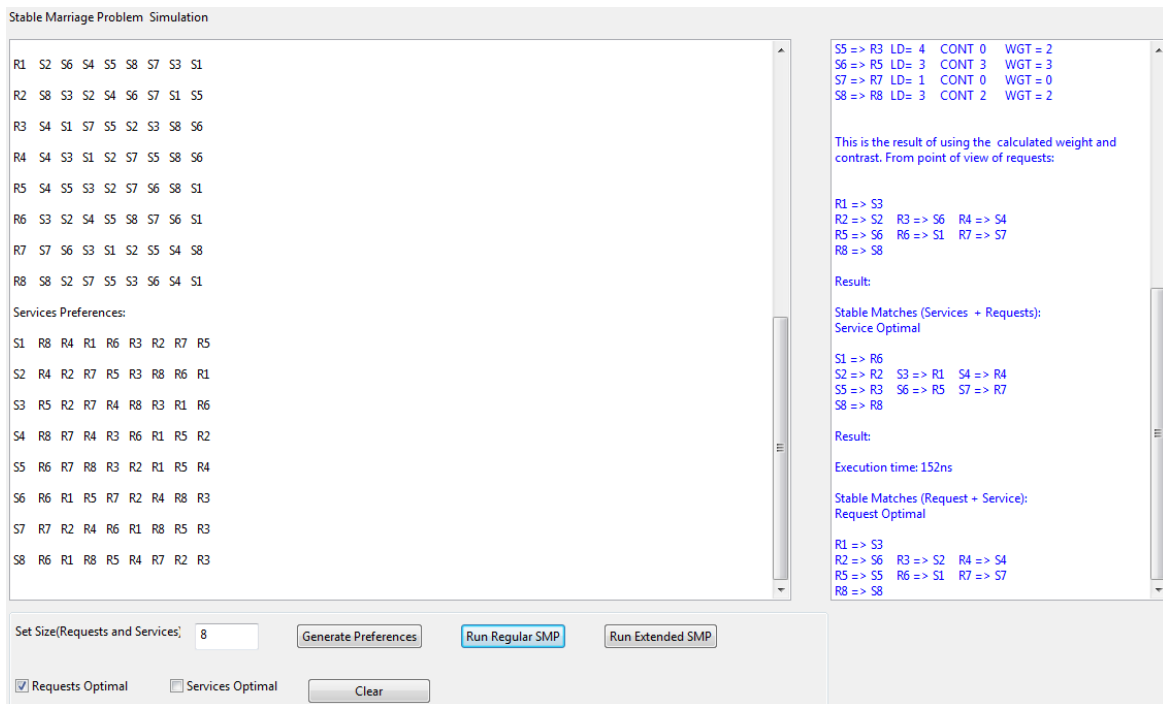 Stable Marriage Problem Simulation
R1 S2 S6 S4 S5 S8 S7 S3 S1
R2 S8 S3 S2 S4 S6 S7 S1 S5
R3 S4 S1 S7 S5 S2 S3 S8 S6
R4 S4 S3 S1 S2 S7 S5 S8 S6
R5 S4 S5 S3 S2 S7 S6 S8 S1
R6 S3 S2 S4 S5 S8 S7 S6 S1
R7 S7 S6 S3 S1 S2 S5 S4 S8
R8 S8 S2 S7 S5 S3 S6 S4 S1
Services Preferences:
S1 R8 R4 R1 R6 R3 R2 R7 R5
S2 R4 R2 R7 R5 R3 R8 R6 R1
S3 R5 R2 R7 R4 R8 R3 R1 R6
S4 R8 R7 R4 R3 R6 R1 R5 R2
S5 R6 R7 R8 R3 R2 R1 R5 R4
S6 R6 R1 R5 R7 R2 R4 R8 R3
S7 R7 R2 R4 R6 R1 R8 R5 R3
S8 R6 R1 R8 R5 R4 R7 R2 R3
S5 => R3 LD= 4 CONT 0 WGT = 2
S6 => R5 LD= 3 CONT 3 WGT = 3
S7 => R7 LD= 1 CONT 0 WGT = 0
S8 => R8 LD= 3 CONT 2 WGT = 2
This is the result of using the calculated weight and
contrast. From point of view of requests:
R1 => S3
R2 => S2 R3 => S6 R4 => S4
R5 => S6 R6 => S1 R7 => S7
R8 => S8
Result:
Stable Matches (Services + Requests):
Service Optimal
S1 => R6
S2 => R2 S3 => R1 S4 => R4
S5 => R3 S6 => R5 S7 => R7
S8 => R8
Result:
Execution time: 152ns
Stable Matches (Request + Service):
Request Optimal
R1 => S3
R2 => S6 R3 => S2 R4 => S4
R5 => S5 R6 => S1 R7 => S7
R8 => S8
Set Size(Requests and Services) 8 Generate Preferences Run Regular SMP Run Extended SMP
Requests Optimal Services Optimal Clear